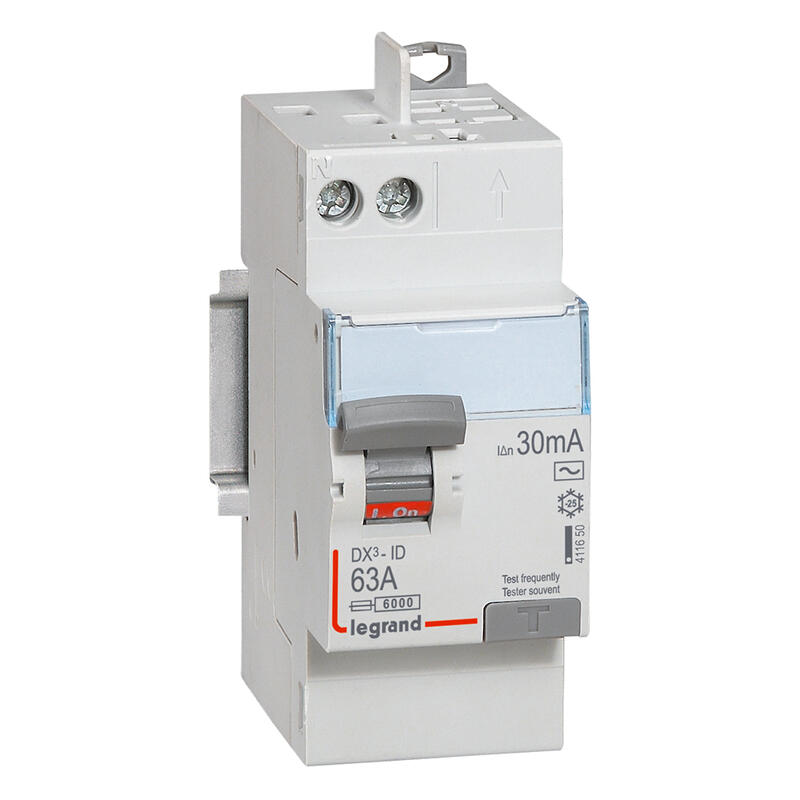 N
IΔn 30mA
-25
I - On
411650
DX³- ID
63A
6000
Test frequently
Tester souvent
legrand
T